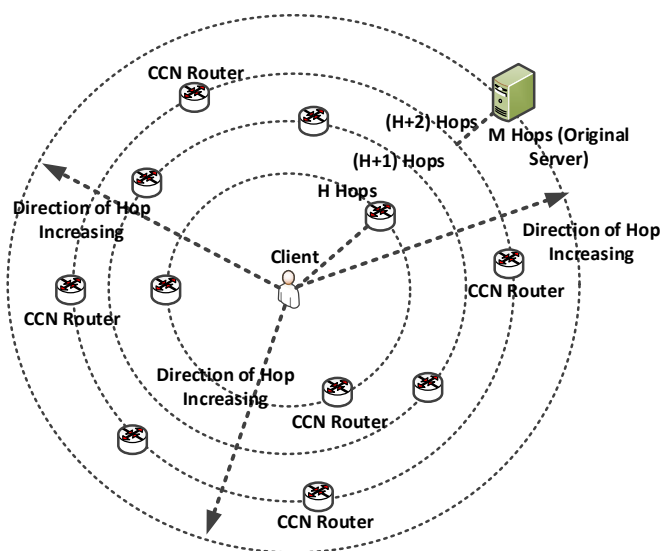 CCN Router
(H+2) Hops
M Hops (Original
Server)
(H+1) Hops
H Hops
Direction of Hop
Increasing
Direction of Hop
Increasing
Client
CCN Router
CCN Router
Direction of Hop
Increasing
CCN Router
CCN Router